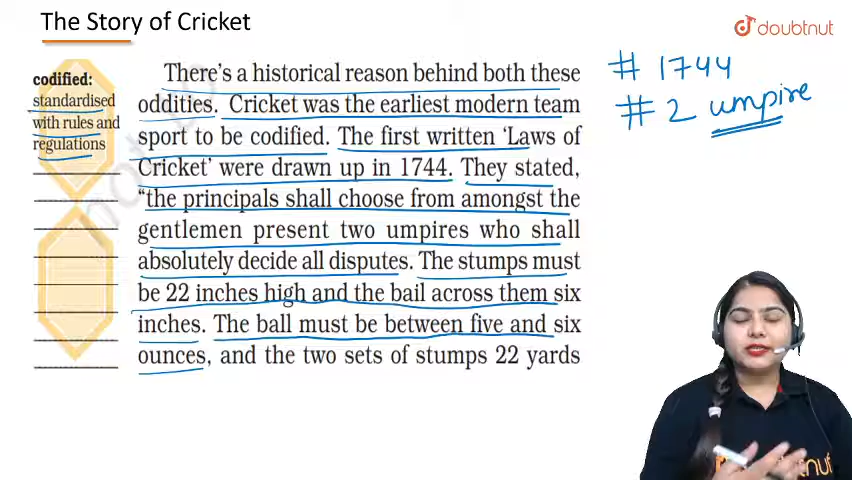 The Story of Cricket
doubtnut
codified:
standardised
with rules and
regulations
There's a historical reason behind both these
oddities. Cricket was the earliest modern team
sport to be codified. The first written ‘Laws of
Cricket’ were drawn up in 1744. They stated,
“the principals shall choose from amongst the
gentlemen present two umpires who shall
absolutely decide all disputes. The stumps must
be 22 inches high and the bail across them six
inches. The ball must be between five and six
ounces, and the two sets of stumps 22 yards
# 1744
# 2 umpire